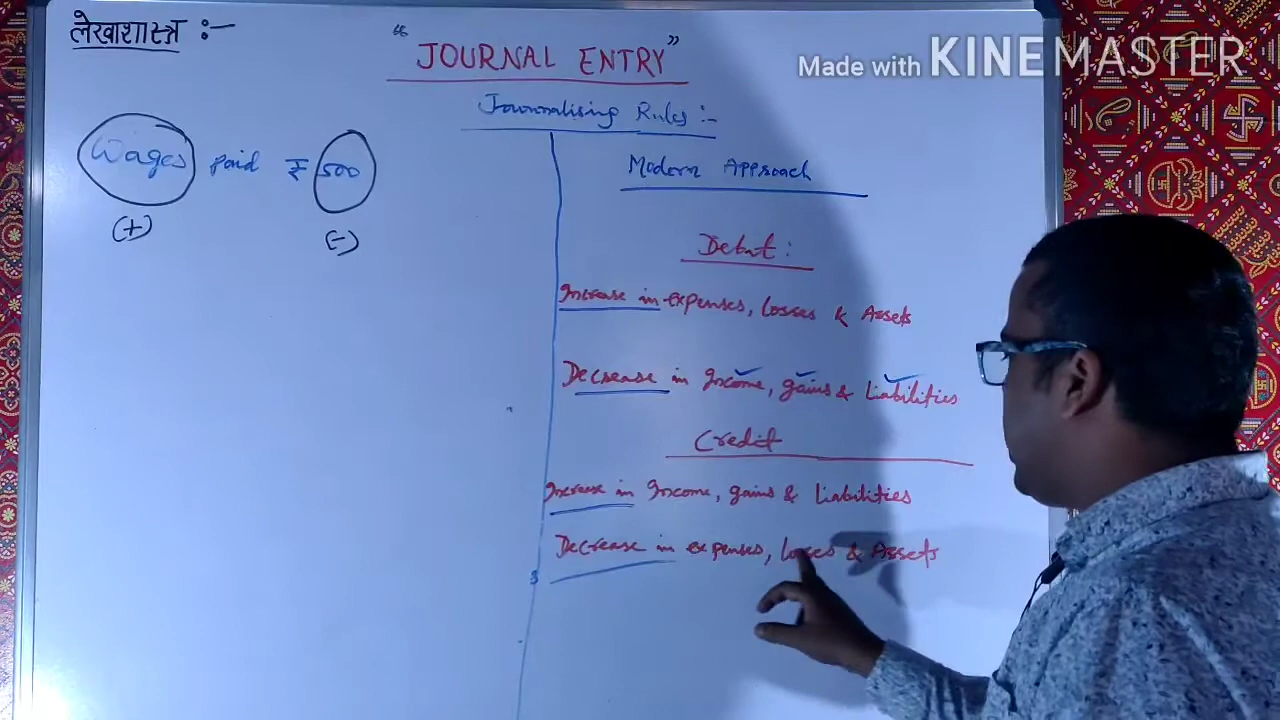 लेखाशास्त्र :-
" JOURNAL ENTRY "
Made with KINEMASTER
Journalising Rules :-
Wages paid ₹ 500
(+) (-)
Modern Approach
Debit :
Increase in expenses, Losses & Assets
Decrease in Income, gains & Liabilities
Credit
Increase in Income, gains & Liabilities
Decrease in expenses, Losses & Assets